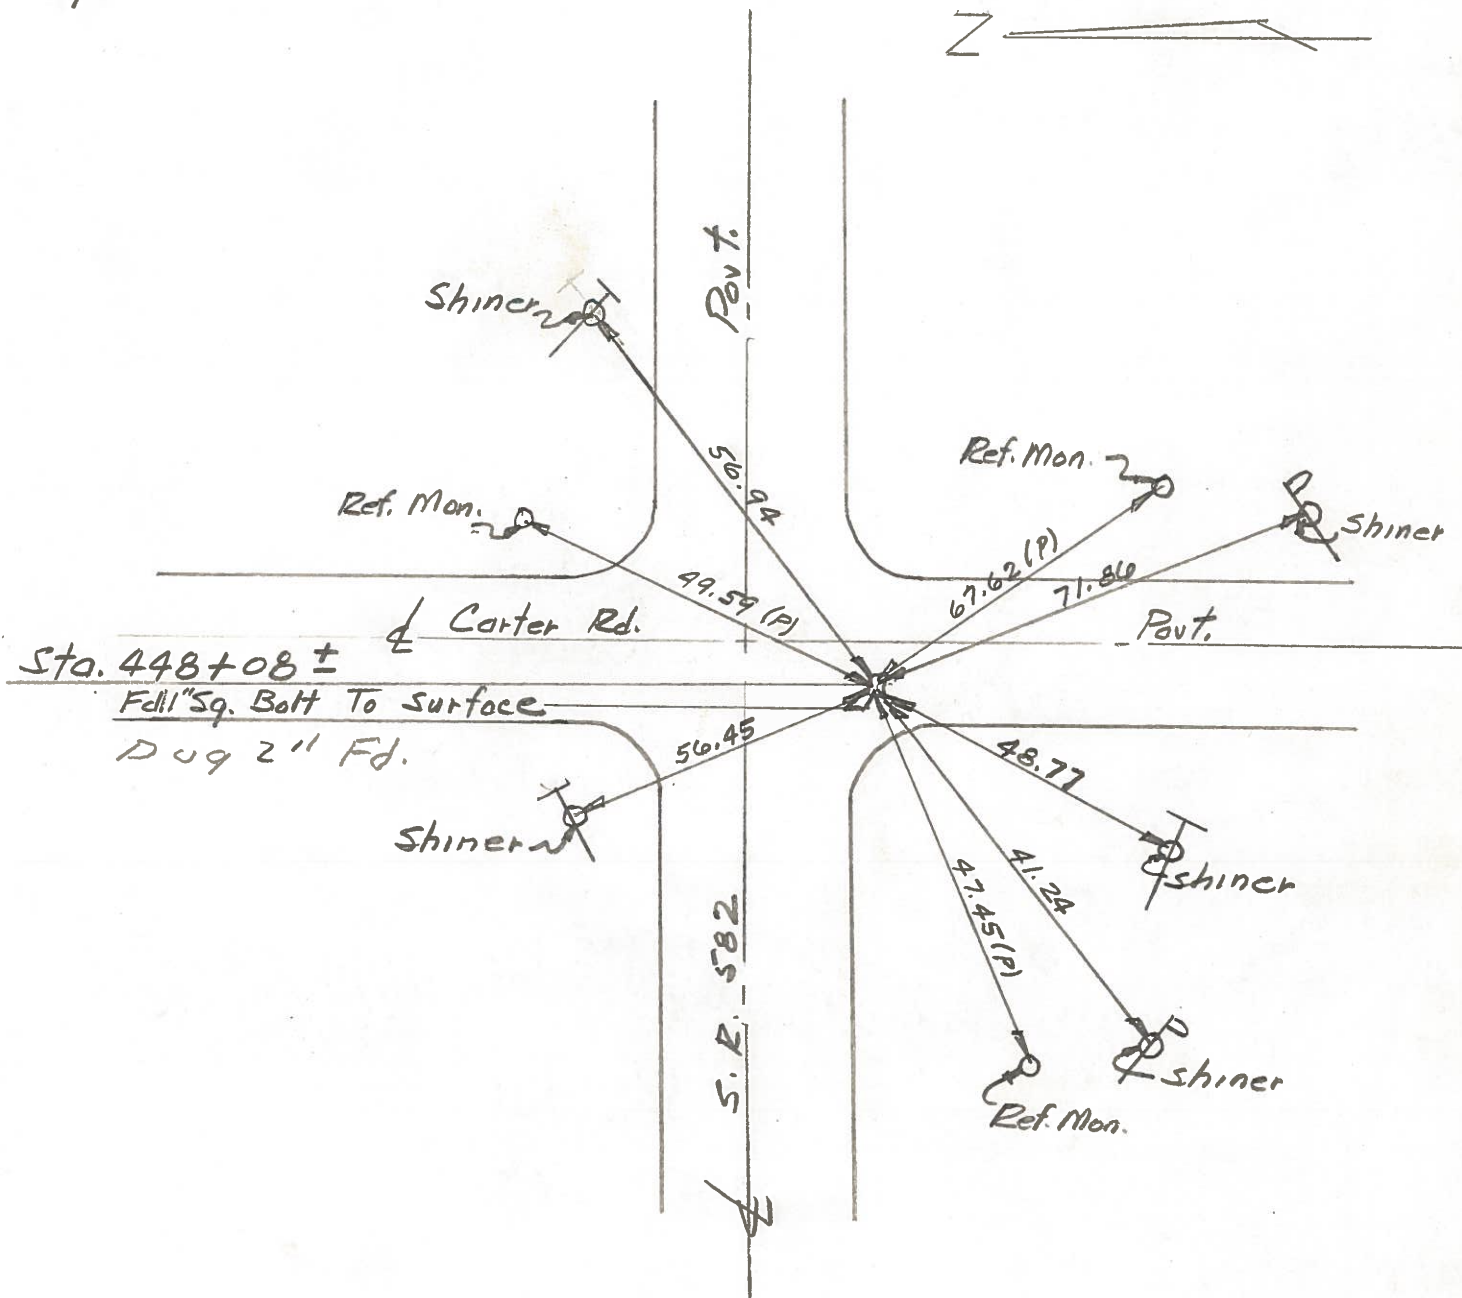 Z
Pavt.
Shiner
56.94
Ref. Mon.
Ref. Mon.
Shiner
49.59 (P)
67.62 (P)
71.86
℄ Carter Rd.
Pavt.
Sta. 448+08 ±
Fd 1" Sq. Bolt To Surface
Dug 2" Fd.
56.45
48.77
Shiner
Shiner
41.24
47.45 (P)
S. R. 582
Shiner
Ref. Mon.
℄